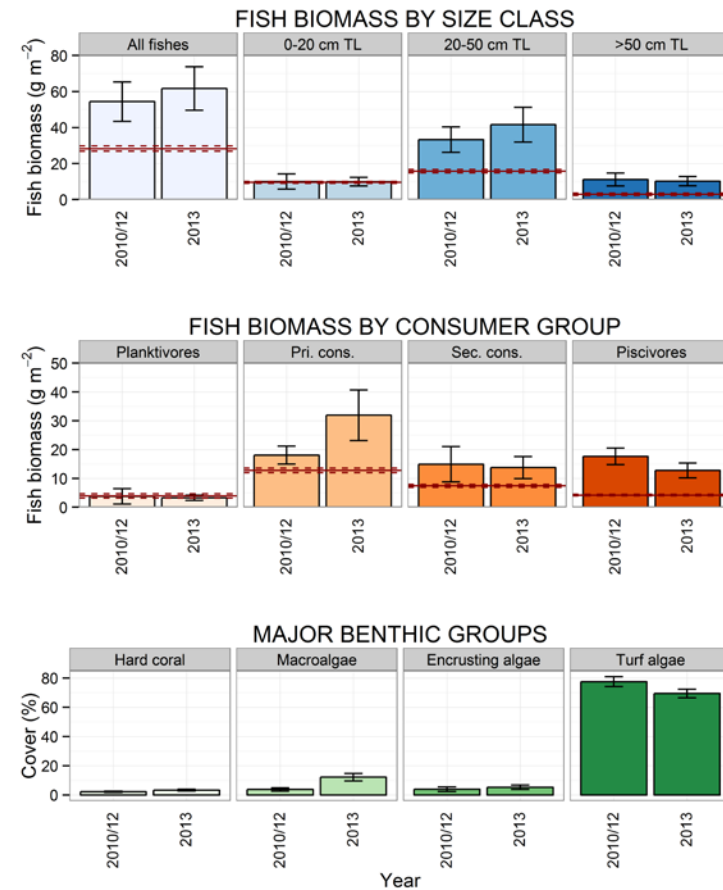 FISH BIOMASS BY SIZE CLASS
All fishes 0-20 cm TL 20-50 cm TL >50 cm TL
Fish biomass (g m⁻²)
80
60
40
20
0
2010/12 2013 2010/12 2013 2010/12 2013 2010/12 2013
FISH BIOMASS BY CONSUMER GROUP
Planktivores Pri. cons. Sec. cons. Piscivores
Fish biomass (g m⁻²)
50
40
30
20
10
0
2010/12 2013 2010/12 2013 2010/12 2013 2010/12 2013
MAJOR BENTHIC GROUPS
Hard coral Macroalgae Encrusting algae Turf algae
Cover (%)
80
60
40
20
0
2010/12 2013 2010/12 2013 2010/12 2013 2010/12 2013
Year